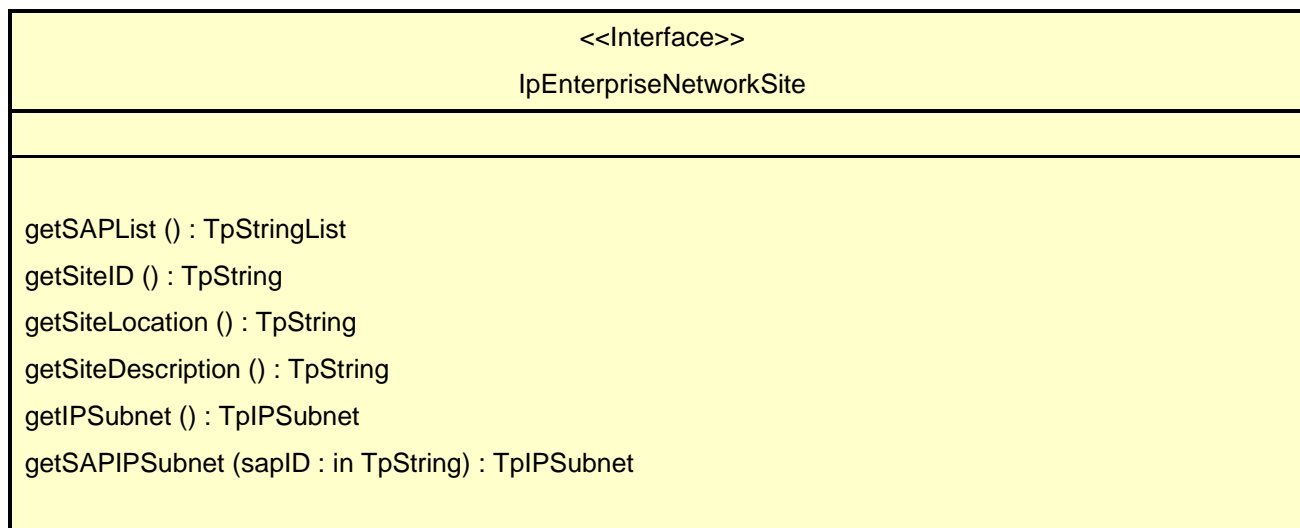 <<Interface>>
IpEnterpriseNetworkSite
getSAPList () : TpStringList
getSiteID () : TpString
getSiteLocation () : TpString
getSiteDescription () : TpString
getIPSubnet () : TpIPSubnet
getSAPIPSubnet (sapID : in TpString) : TpIPSubnet